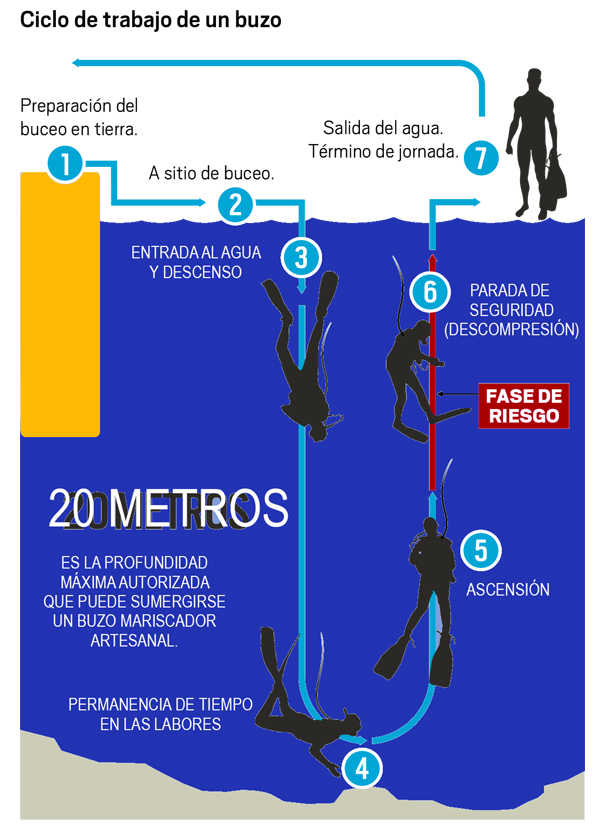 Ciclo de trabajo de un buzo
Preparación del
buceo en tierra.
1
A sitio de buceo.
2
ENTRADA AL AGUA
Y DESCENSO
3
20 METROS
ES LA PROFUNDIDAD
MÁXIMA AUTORIZADA
QUE PUEDE SUMERGIRSE
UN BUZO MARISCADOR
ARTESANAL.
PERMANENCIA DE TIEMPO
EN LAS LABORES
4
5
ASCENSIÓN
6
PARADA DE
SEGURIDAD
(DESCOMPRESIÓN)
FASE DE
RIESGO
Salida del agua.
Término de jornada.
7